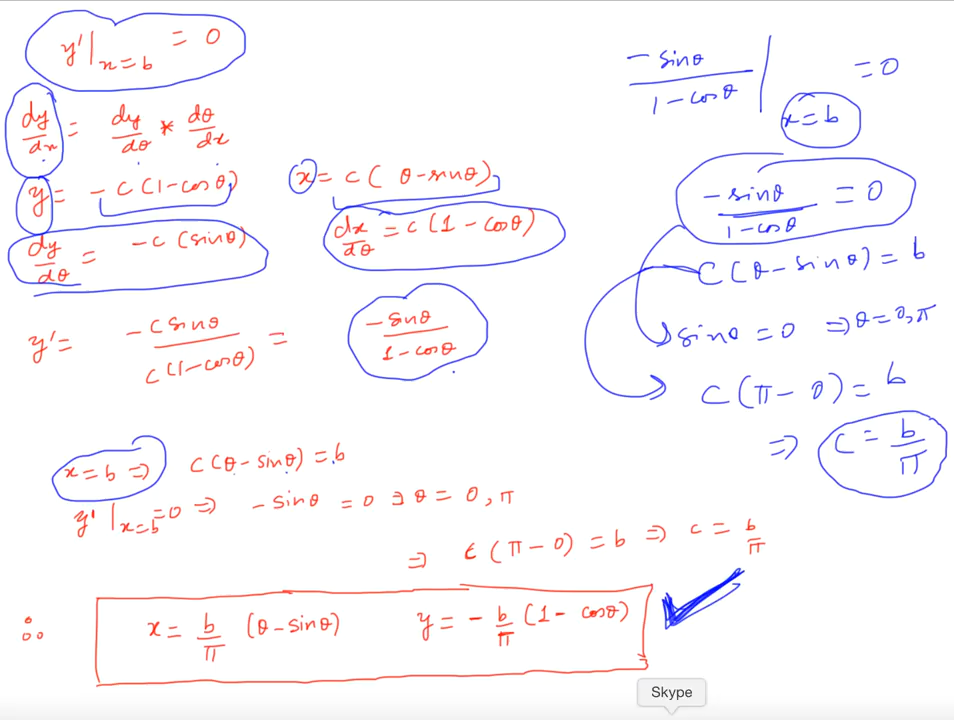 y'|x=b = 0
dy/dx = dy/dθ * dθ/dx
y = -c(1-cosθ)
x = c(θ-sinθ)
dy/dθ = -c(sinθ)
dx/dθ = c(1-cosθ)
y' = -c sinθ / c(1-cosθ) = -sinθ / 1-cosθ
-sinθ / 1-cosθ | x=b = 0
-sinθ / 1-cosθ = 0
C(θ-sinθ) = b
sinθ = 0 ⇒ θ = 0,π
C(π-0) = b
⇒ C = b/π
x=b ⇒ c(θ-sinθ) = b
y'|x=b = 0 ⇒ -sinθ = 0 ∋ θ = 0, π
⇒ c(π-0) = b ⇒ c = b/π
∴ x = b/π (θ-sinθ) y = -b/π (1-cosθ)
Skype